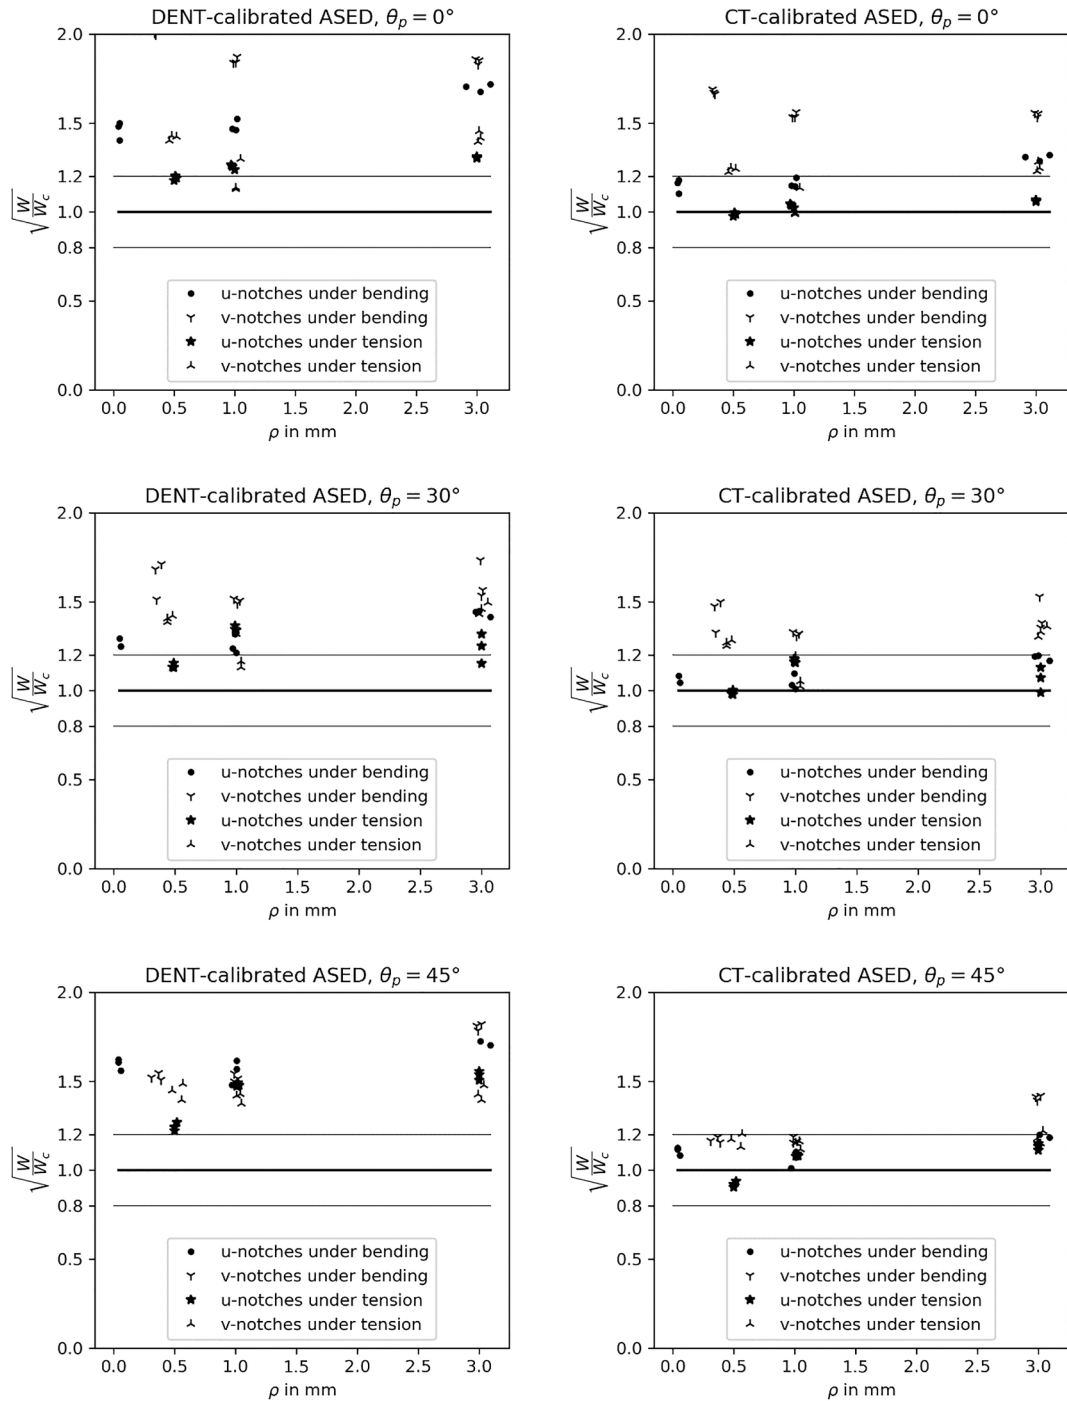 DENT-calibrated ASED, θp = 0°
2.0
1.5
1.2
1.0
0.8
0.5
0.0
√W/Wc
u-notches under bending
v-notches under bending
u-notches under tension
v-notches under tension
0.0 0.5 1.0 1.5 2.0 2.5 3.0
ρ in mm
CT-calibrated ASED, θp = 0°
2.0
1.5
1.2
1.0
0.8
0.5
0.0
√W/Wc
u-notches under bending
v-notches under bending
u-notches under tension
v-notches under tension
0.0 0.5 1.0 1.5 2.0 2.5 3.0
ρ in mm
DENT-calibrated ASED, θp = 30°
2.0
1.5
1.2
1.0
0.8
0.5
0.0
√W/Wc
u-notches under bending
v-notches under bending
u-notches under tension
v-notches under tension
0.0 0.5 1.0 1.5 2.0 2.5 3.0
ρ in mm
CT-calibrated ASED, θp = 30°
2.0
1.5
1.2
1.0
0.8
0.5
0.0
√W/Wc
u-notches under bending
v-notches under bending
u-notches under tension
v-notches under tension
0.0 0.5 1.0 1.5 2.0 2.5 3.0
ρ in mm
DENT-calibrated ASED, θp = 45°
2.0
1.5
1.2
1.0
0.8
0.5
0.0
√W/Wc
u-notches under bending
v-notches under bending
u-notches under tension
v-notches under tension
0.0 0.5 1.0 1.5 2.0 2.5 3.0
ρ in mm
CT-calibrated ASED, θp = 45°
2.0
1.5
1.2
1.0
0.8
0.5
0.0
√W/Wc
u-notches under bending
v-notches under bending
u-notches under tension
v-notches under tension
0.0 0.5 1.0 1.5 2.0 2.5 3.0
ρ in mm